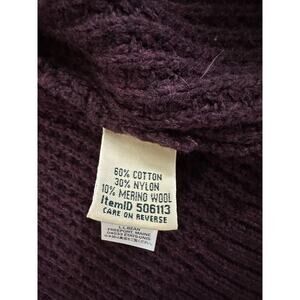 60% COTTON
30% NYLON
10% MERINO WOOL
ItemID 506113
CARE ON REVERSE
L.L.BEAN
FREEPORT, MAINE